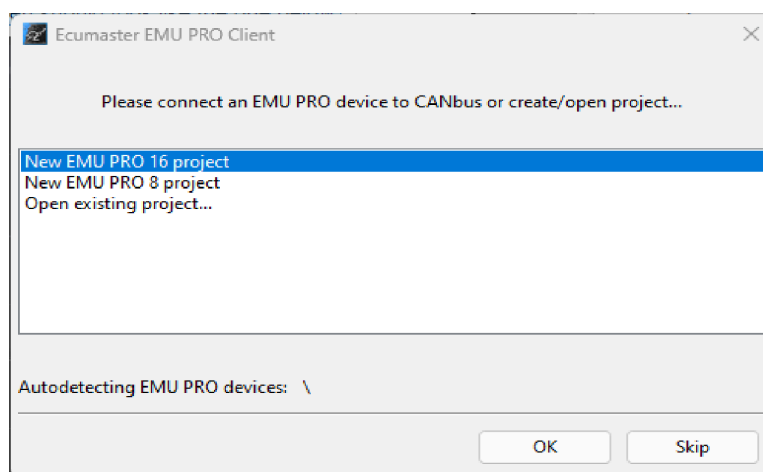 Ecumaster EMU PRO Client
Please connect an EMU PRO device to CANbus or create/open project...
New EMU PRO 16 project
New EMU PRO 8 project
Open existing project...
Autodetecting EMU PRO devices: \
OK
Skip